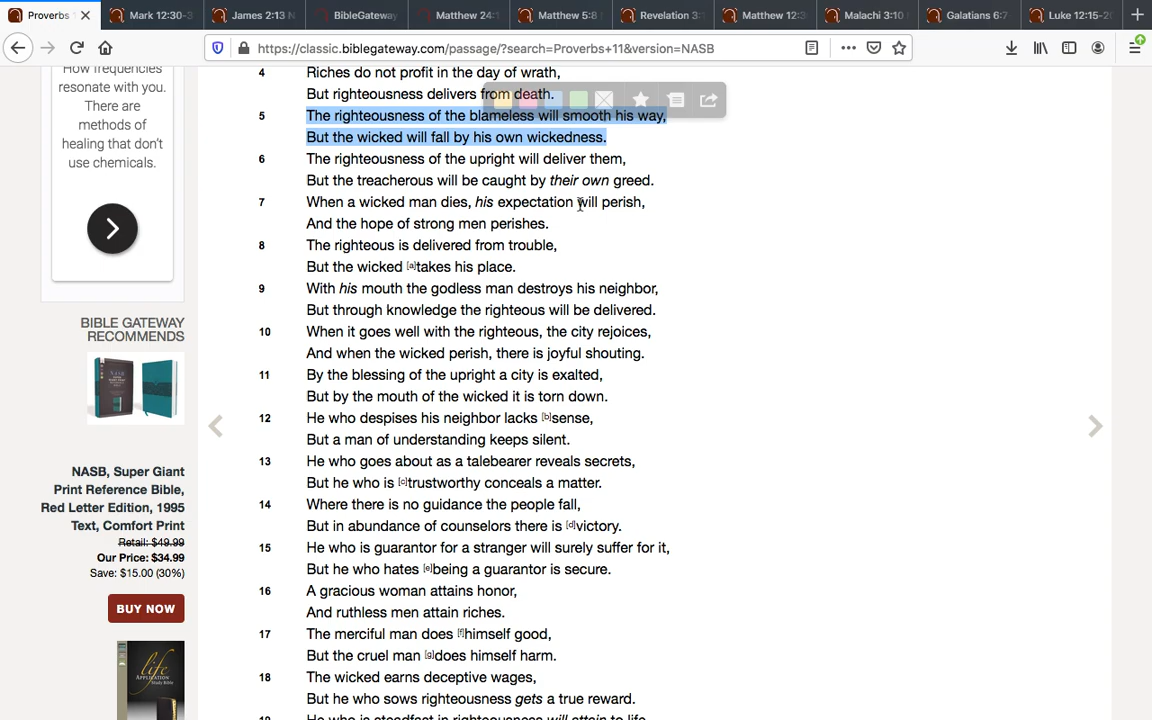 Proverbs
Mark 12:30-3
James 2:13 N
BibleGateway
Matthew 24:1
Matthew 5:8
Revelation 3:
Matthew 12:3
Malachi 3:10
Galatians 6:7
Luke 12:15-20
https://classic.biblegateway.com/passage/?search=Proverbs+11&version=NASB
How frequencies
resonate with you.
There are
methods of
healing that don't
use chemicals.
BIBLE GATEWAY
RECOMMENDS
NASB, Super Giant
Print Reference Bible,
Red Letter Edition, 1995
Text, Comfort Print
Retail: $49.99
Our Price: $34.99
Save: $15.00 (30%)
BUY NOW
life
APPLICATION
Study Bible
4 Riches do not profit in the day of wrath,
But righteousness delivers from death.
5 The righteousness of the blameless will smooth his way,
But the wicked will fall by his own wickedness.
6 The righteousness of the upright will deliver them,
But the treacherous will be caught by their own greed.
7 When a wicked man dies, his expectation will perish,
And the hope of strong men perishes.
8 The righteous is delivered from trouble,
But the wicked [a]takes his place.
9 With his mouth the godless man destroys his neighbor,
But through knowledge the righteous will be delivered.
10 When it goes well with the righteous, the city rejoices,
And when the wicked perish, there is joyful shouting.
11 By the blessing of the upright a city is exalted,
But by the mouth of the wicked it is torn down.
12 He who despises his neighbor lacks [b]sense,
But a man of understanding keeps silent.
13 He who goes about as a talebearer reveals secrets,
But he who is [c]trustworthy conceals a matter.
14 Where there is no guidance the people fall,
But in abundance of counselors there is [d]victory.
15 He who is guarantor for a stranger will surely suffer for it,
But he who hates [e]being a guarantor is secure.
16 A gracious woman attains honor,
And ruthless men attain riches.
17 The merciful man does [f]himself good,
But the cruel man [g]does himself harm.
18 The wicked earns deceptive wages,
But he who sows righteousness gets a true reward.
19 He who is steadfast in righteousness will attain to life,